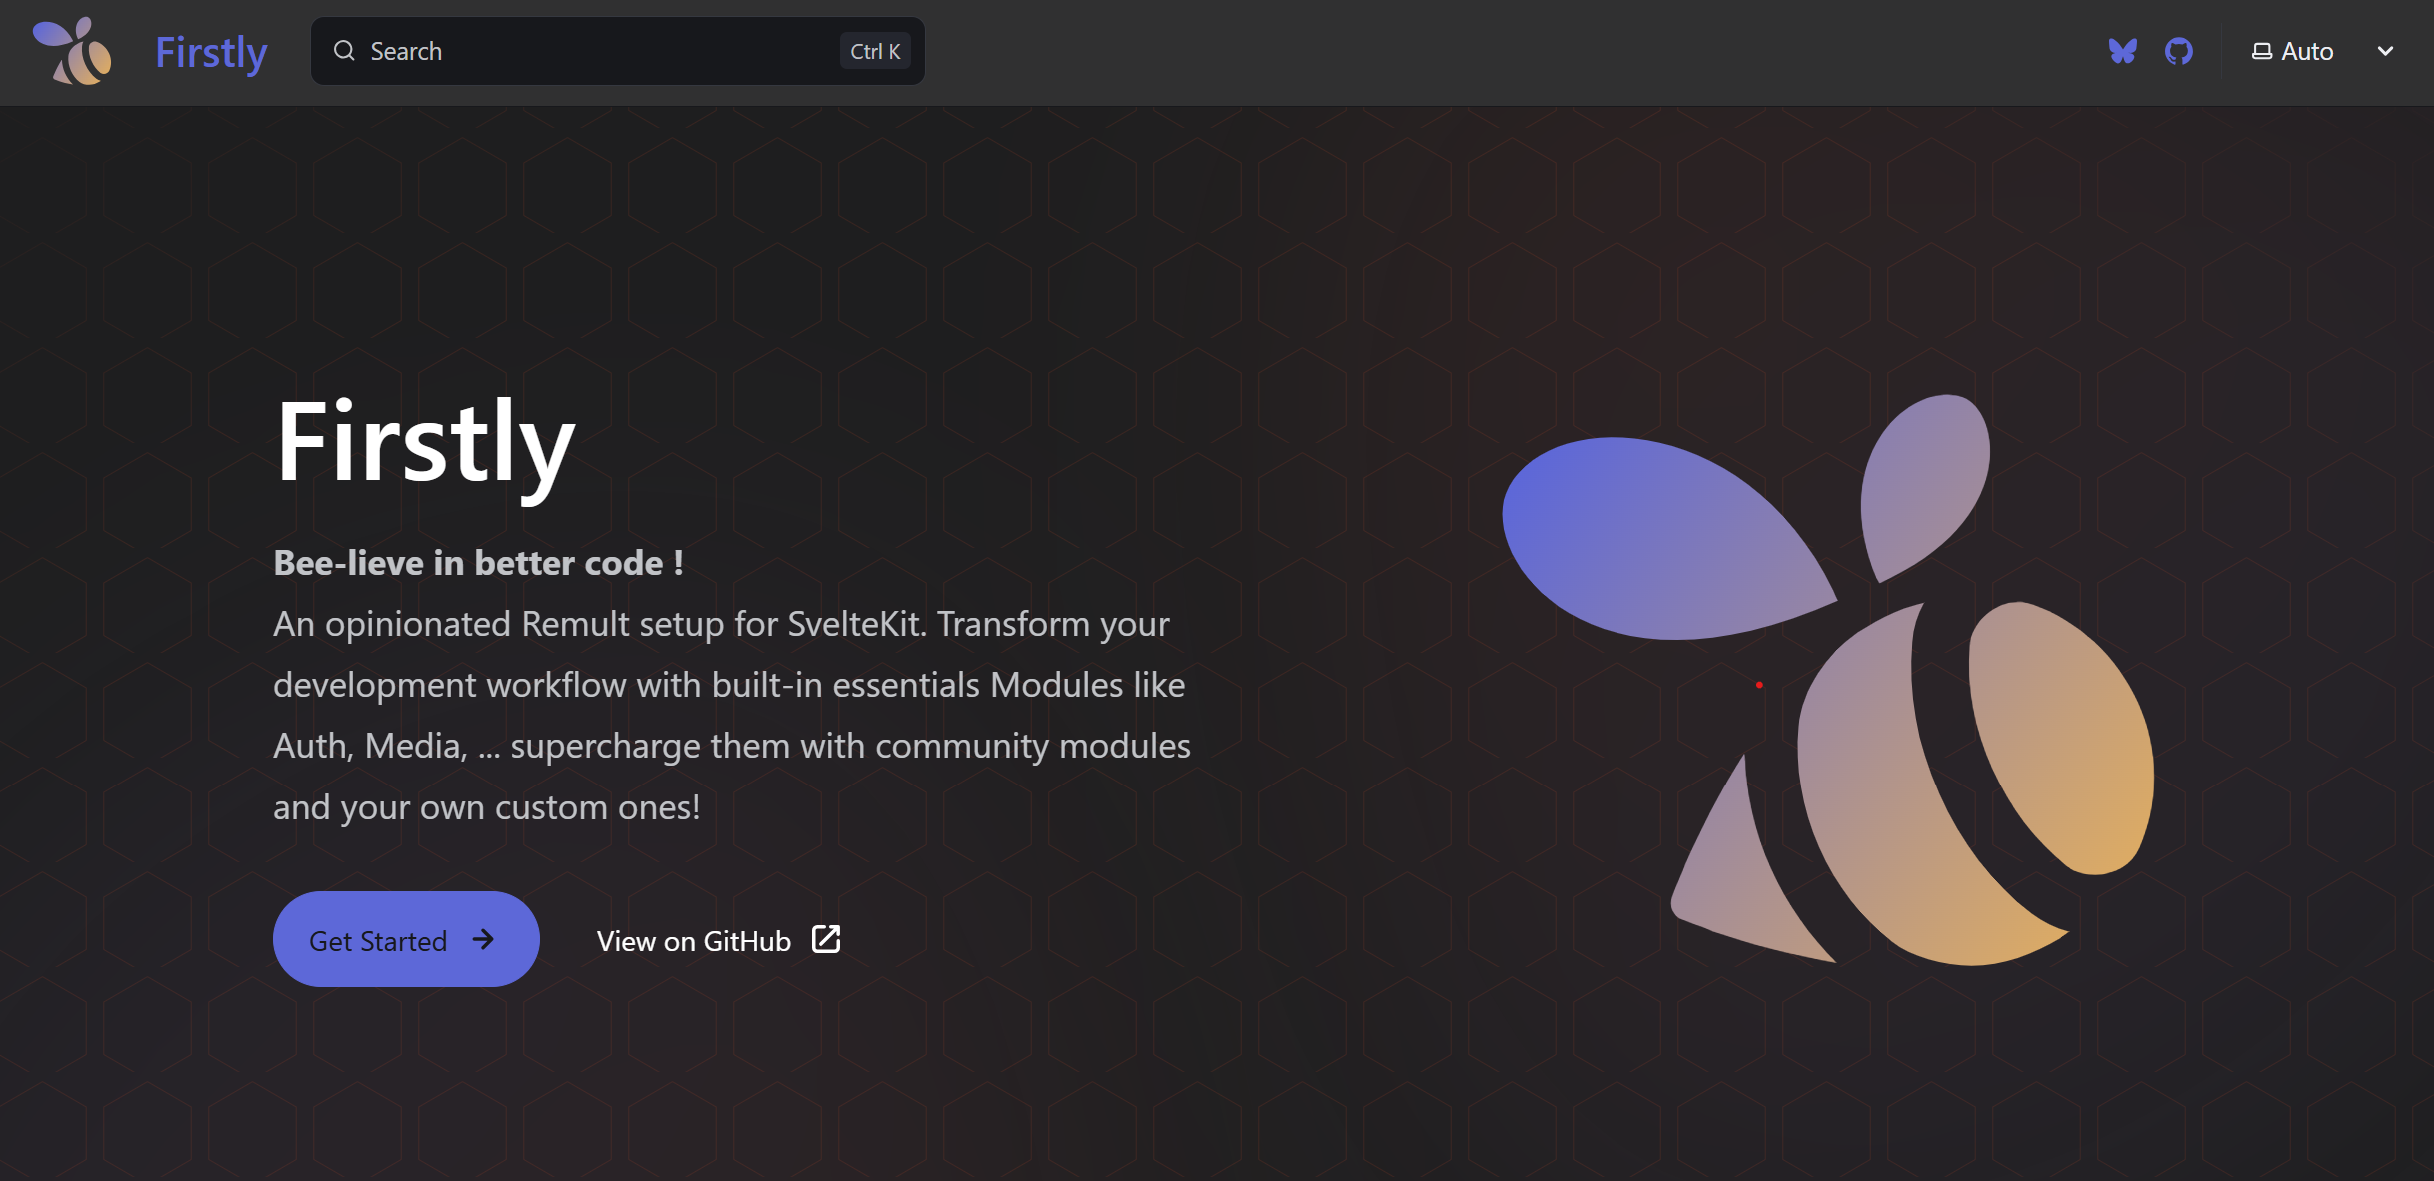 Firstly
Search
Ctrl K
Auto
Firstly
Bee-lieve in better code !
An opinionated Remult setup for SvelteKit. Transform your
development workflow with built-in essentials Modules like
Auth, Media, ... supercharge them with community modules
and your own custom ones!
Get Started
View on GitHub